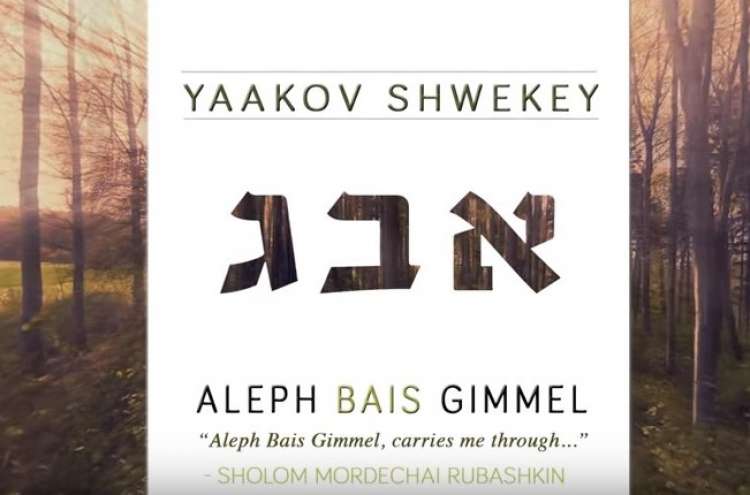 YAAKOV SHWEKEY
אבג
ALEPH BAIS GIMMEL
“Aleph Bais Gimmel, carries me through...”
- SHOLOM MORDECHAI RUBASHKIN